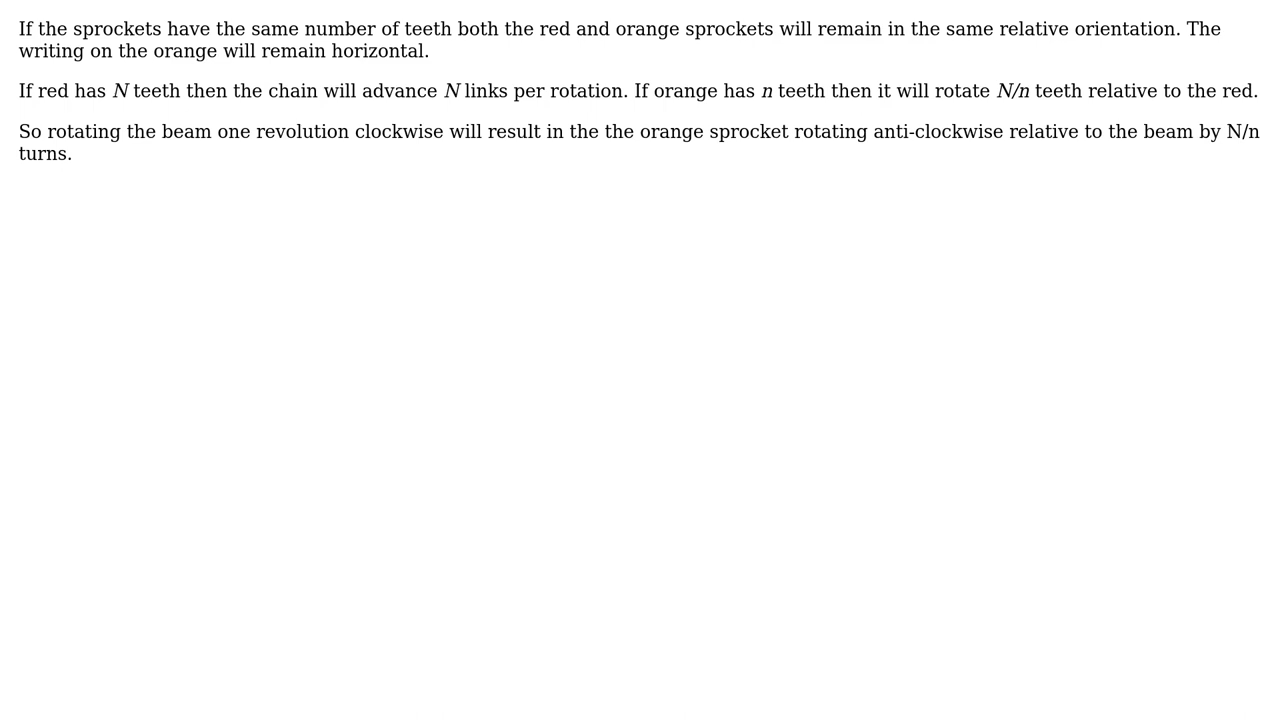 If the sprockets have the same number of teeth both the red and orange sprockets will remain in the same relative orientation. The
writing on the orange will remain horizontal.
If red has N teeth then the chain will advance N links per rotation. If orange has n teeth then it will rotate N/n teeth relative to the red.
So rotating the beam one revolution clockwise will result in the the orange sprocket rotating anti-clockwise relative to the beam by N/n
turns.